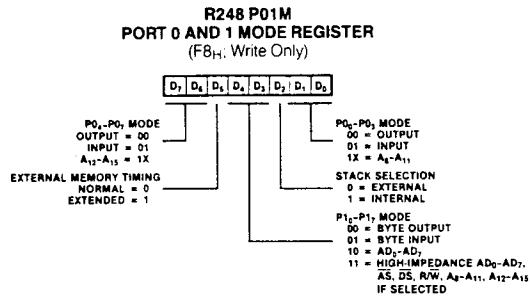 R248 P01M
PORT 0 AND 1 MODE REGISTER
(F8H; Write Only)
D7 D6 D5 D4 D3 D2 D1 D0
P04-P07 MODE
OUTPUT = 00
INPUT = 01
A12-A15 = 1X
EXTERNAL MEMORY TIMING
NORMAL = 0
EXTENDED = 1
P00-P03 MODE
00 = OUTPUT
01 = INPUT
1X = A8-A11
STACK SELECTION
0 = EXTERNAL
1 = INTERNAL
P10-P17 MODE
00 = BYTE OUTPUT
01 = BYTE INPUT
10 = AD0-AD7
11 = HIGH-IMPEDANCE AD0-AD7,
AS, DS, R/W, A8-A11, A12-A15
IF SELECTED